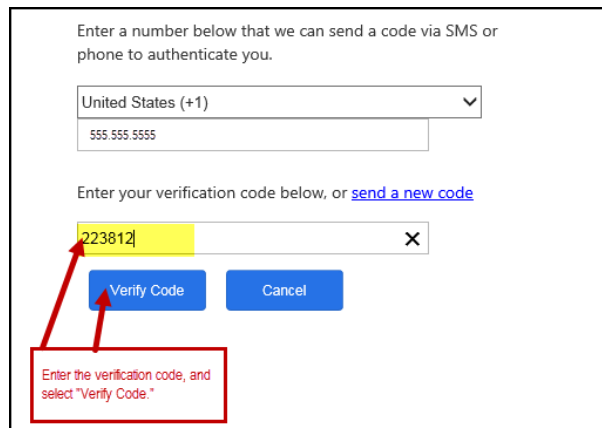 Enter a number below that we can send a code via SMS or
phone to authenticate you.
United States (+1)
555.555.5555
Enter your verification code below, or send a new code
223812
Verify Code Cancel
Enter the verification code, and
select "Verify Code."